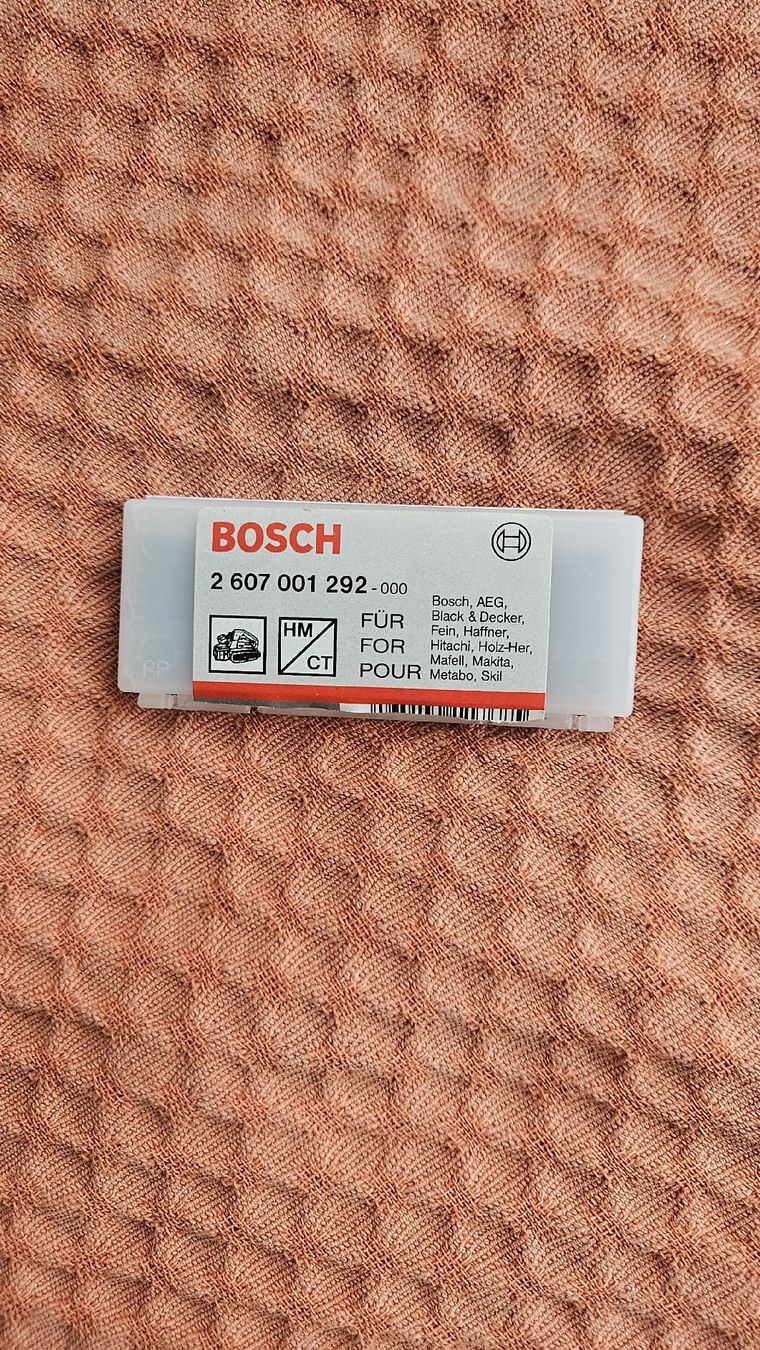 BOSCH
2 607 001 292 - 000
HM
CT
FÜR
FOR
POUR
Bosch, AEG,
Black & Decker,
Fein, Haffner,
Hitachi, Holz-Her,
Mafell, Makita,
Metabo, Skil
PP